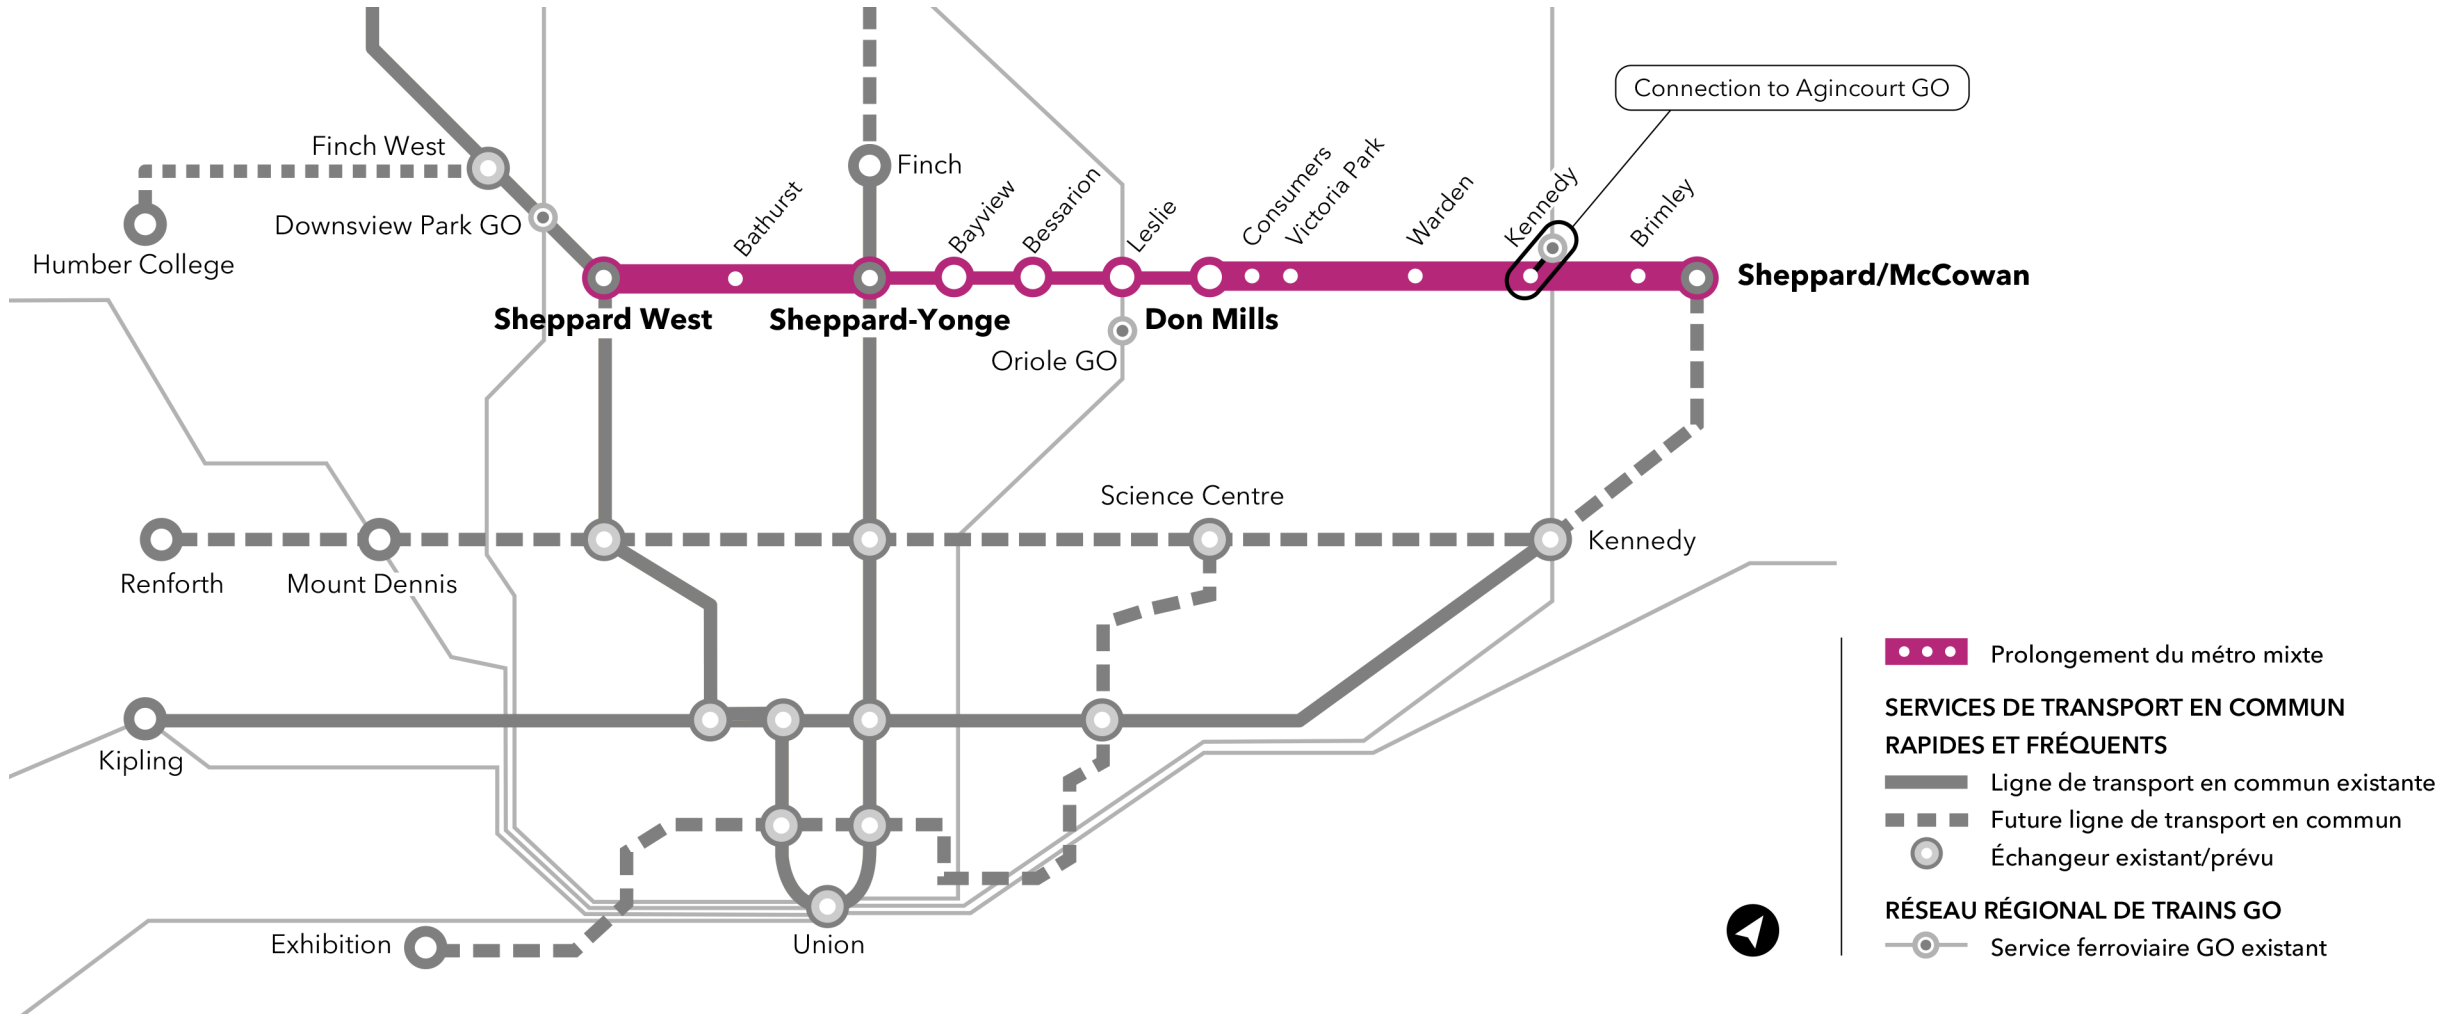 Connection to Agincourt GO
Finch West
Finch
Bathurst
Bayview
Bessarion
Leslie
Consumers
Victoria Park
Warden
Kennedy
Brimley
Downsview Park GO
Humber College
Sheppard/McCowan
Sheppard West
Sheppard-Yonge
Don Mills
Oriole GO
Science Centre
Kennedy
Renforth
Mount Dennis
Kipling
Exhibition
Union
Prolongement du métro mixte
SERVICES DE TRANSPORT EN COMMUN
RAPIDES ET FRÉQUENTS
Ligne de transport en commun existante
Future ligne de transport en commun
Échangeur existant/prévu
RÉSEAU RÉGIONAL DE TRAINS GO
Service ferroviaire GO existant